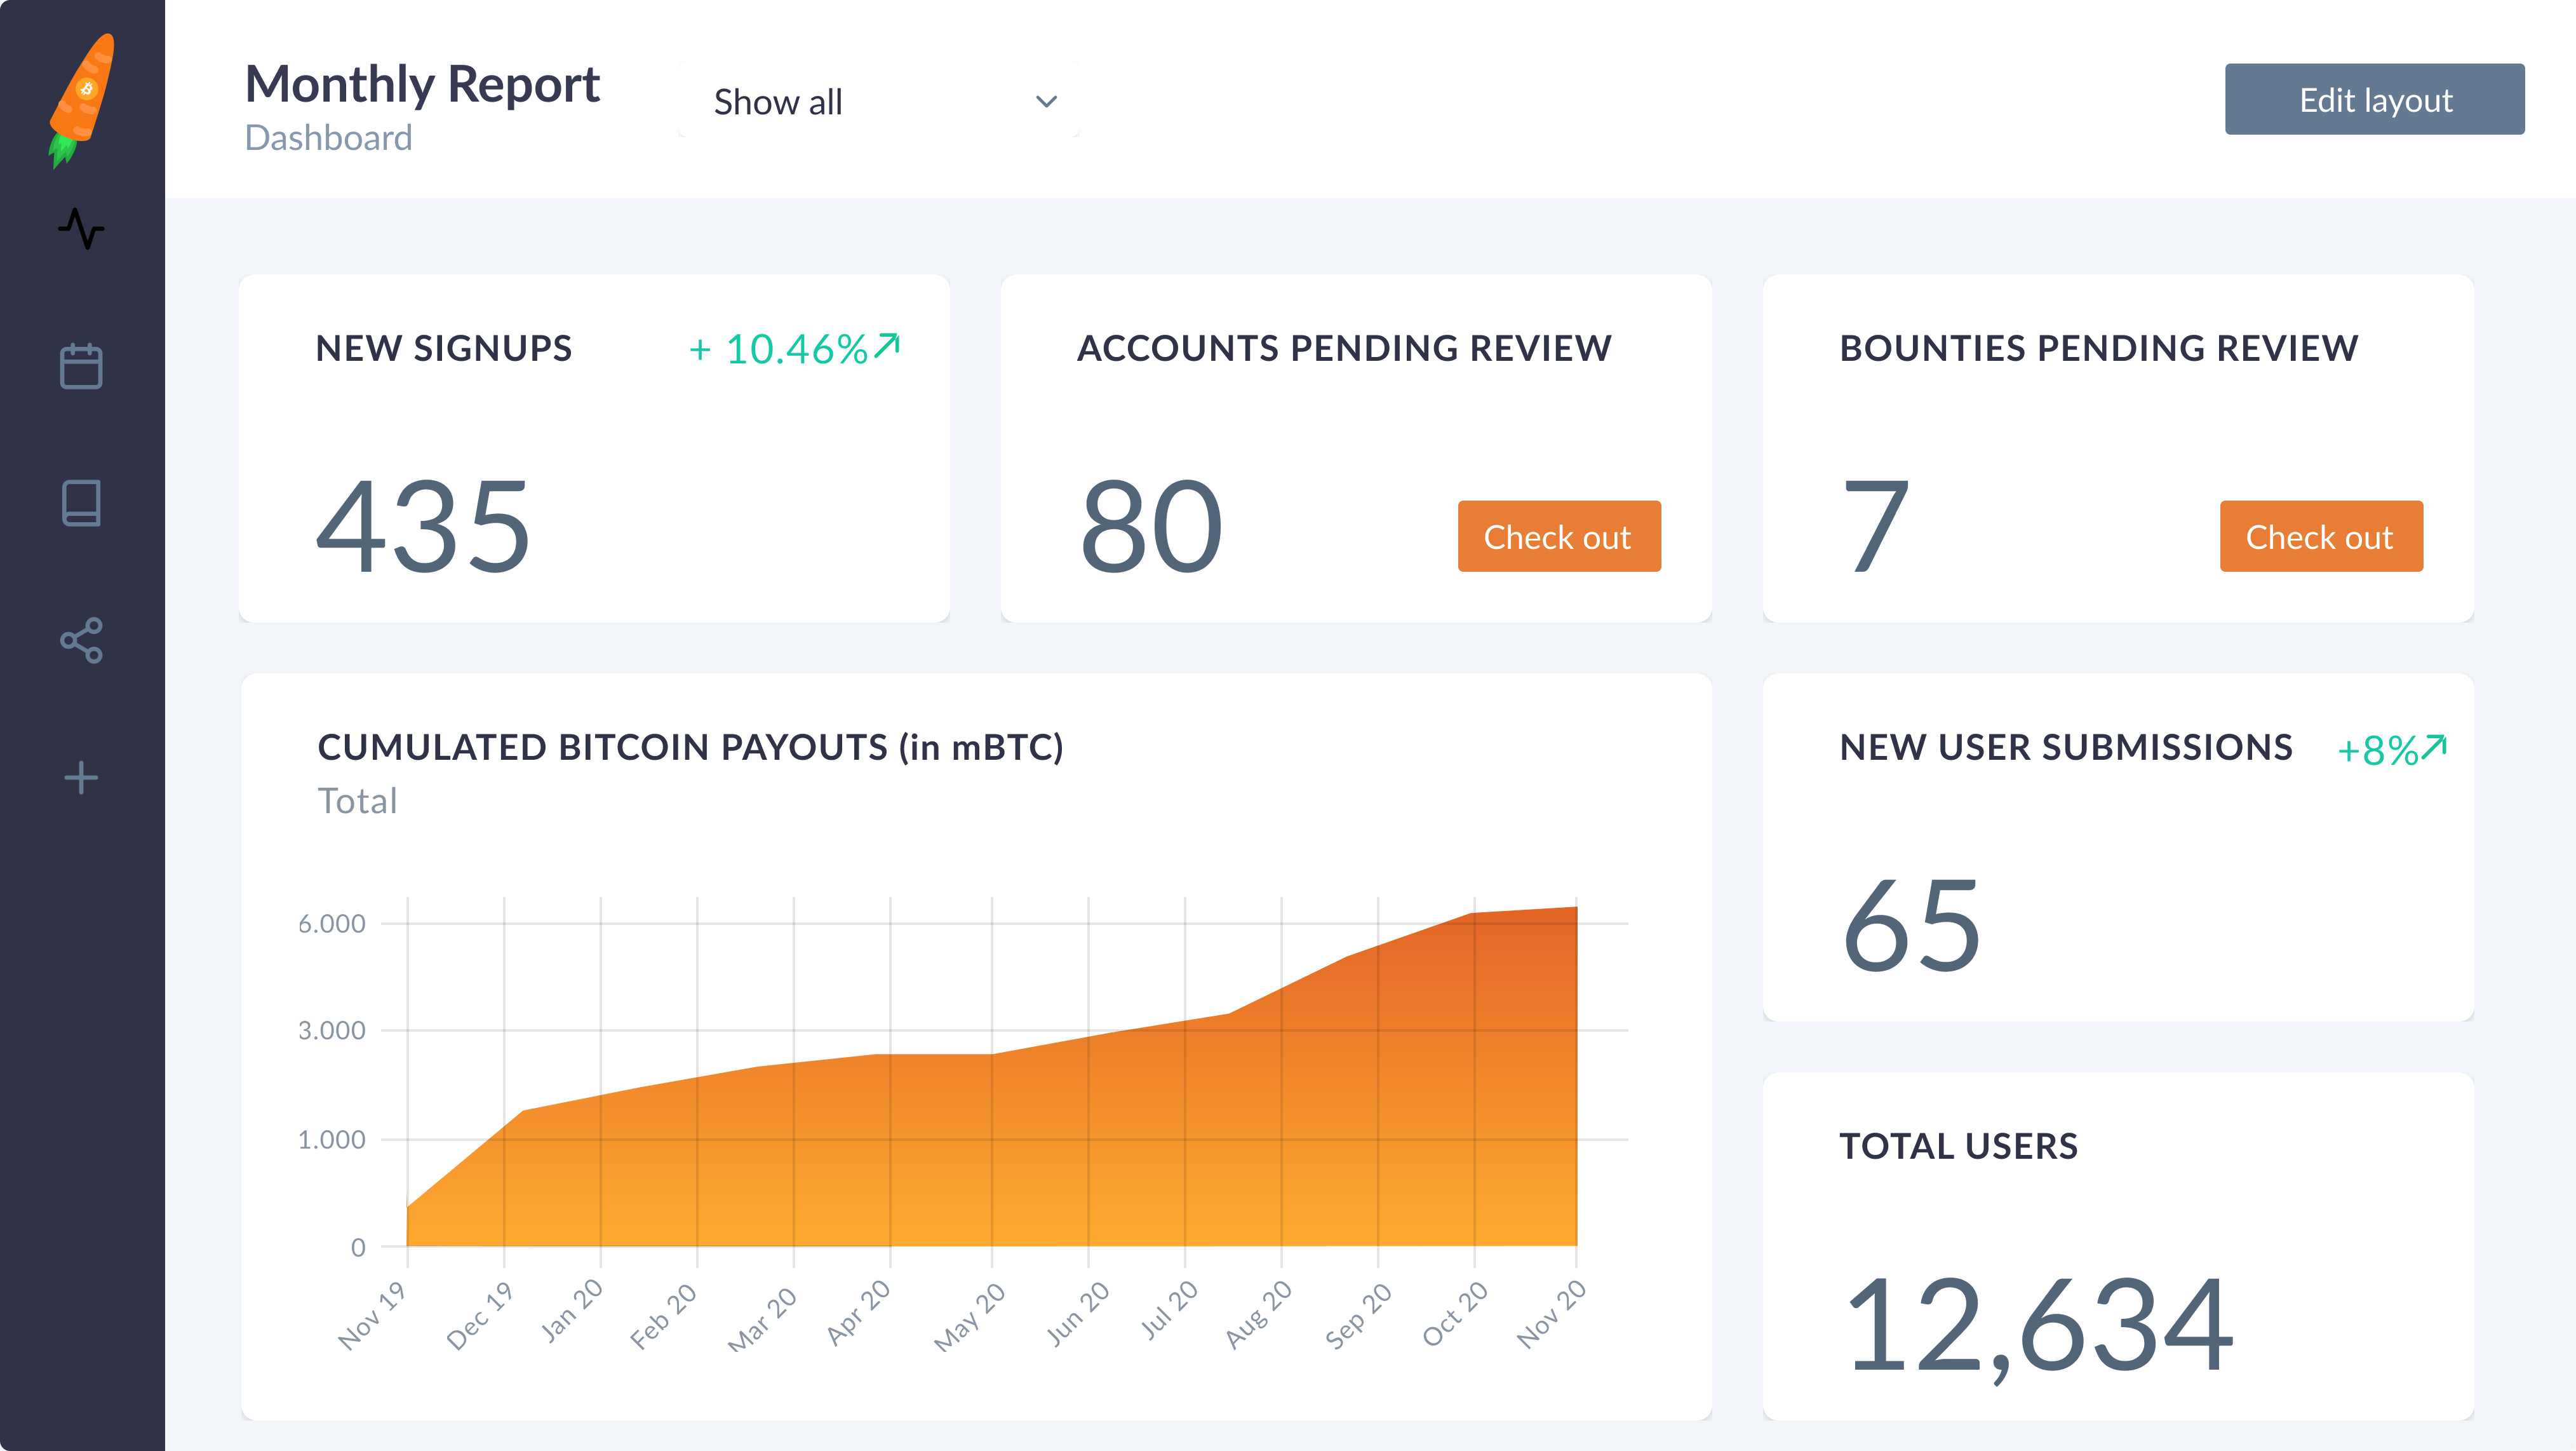 Monthly Report
Dashboard
Show all
Edit layout
NEW SIGNUPS
+ 10.46%
435
ACCOUNTS PENDING REVIEW
80
Check out
BOUNTIES PENDING REVIEW
7
Check out
CUMULATED BITCOIN PAYOUTS (in mBTC)
Total
6.000
3.000
1.000
0
Nov 19
Dec 19
Jan 20
Feb 20
Mar 20
Apr 20
May 20
Jun 20
Jul 20
Aug 20
Sep 20
Oct 20
Nov 20
NEW USER SUBMISSIONS
+8%
65
TOTAL USERS
12,634